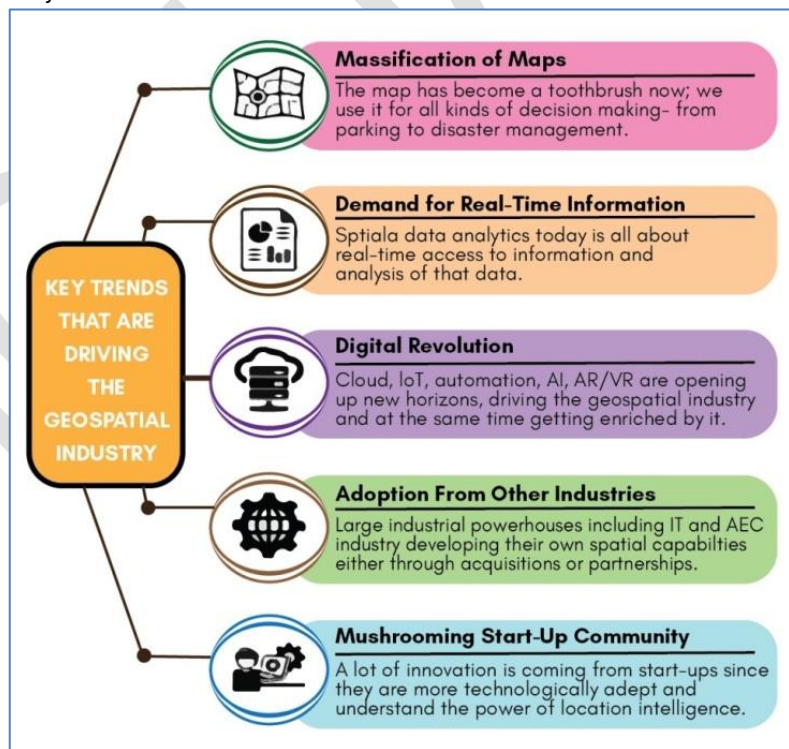 KEY TRENDS
THAT ARE
DRIVING
THE
GEOSPATIAL
INDUSTRY
Massification of Maps
The map has become a toothbrush now; we
use it for all kinds of decision making- from
parking to disaster management.
Demand for Real-Time Information
Sptiala data analytics today is all about
real-time access to information and
analysis of that data.
Digital Revolution
Cloud, IoT, automation, AI, AR/VR are opening
up new horizons, driving the geospatial industry
and at the same time getting enriched by it.
Adoption From Other Industries
Large industrial powerhouses including IT and AEC
industry developing their own spatial capabilties
either through acquisitions or partnerships.
Mushrooming Start-Up Community
A lot of innovation is coming from start-ups since
they are more technologically adept and
understand the power of location intelligence.